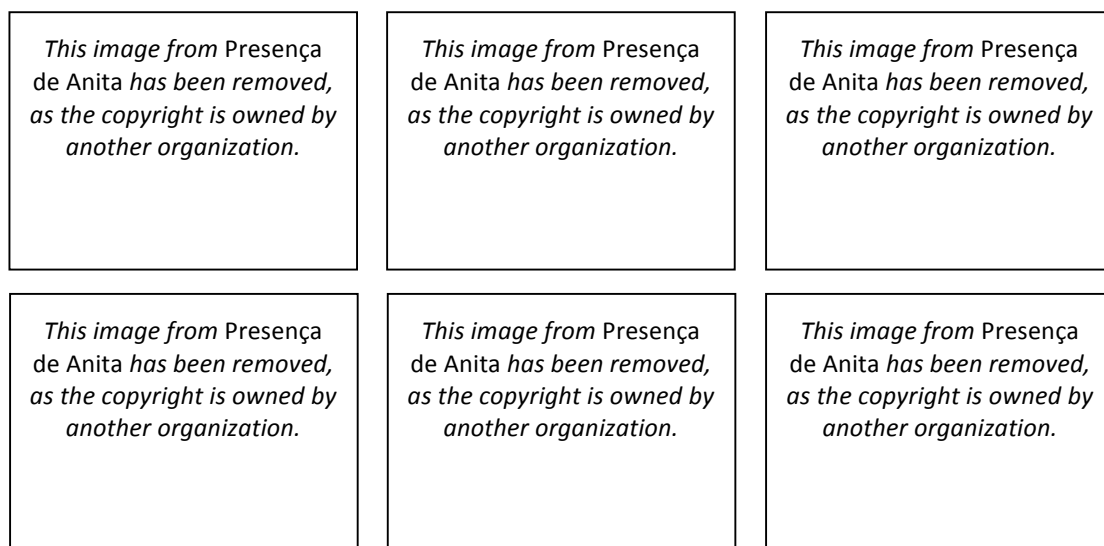 This image from Presença
de Anita has been removed,
as the copyright is owned by
another organization.
This image from Presença
de Anita has been removed,
as the copyright is owned by
another organization.
This image from Presença
de Anita has been removed,
as the copyright is owned by
another organization.
This image from Presença
de Anita has been removed,
as the copyright is owned by
another organization.
This image from Presença
de Anita has been removed,
as the copyright is owned by
another organization.
This image from Presença
de Anita has been removed,
as the copyright is owned by
another organization.